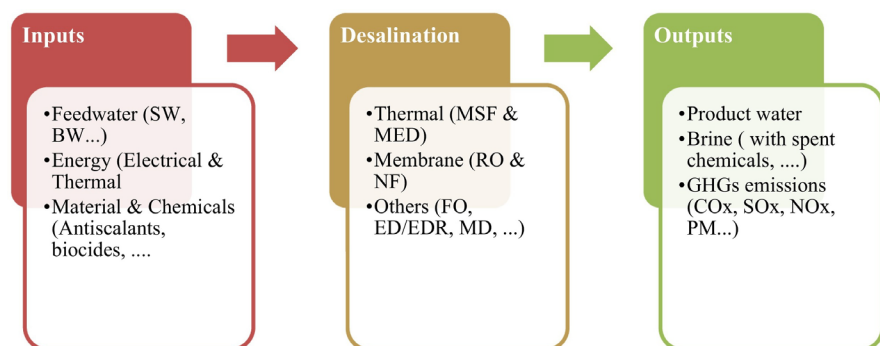 Inputs
•Feedwater (SW,
BW...)
•Energy (Electrical &
Thermal
•Material & Chemicals
(Antiscalants,
biocides, ....
Desalination
•Thermal (MSF &
MED)
•Membrane (RO &
NF)
•Others (FO,
ED/EDR, MD, ...)
Outputs
•Product water
•Brine ( with spent
chemicals, ....)
•GHGs emissions
(COx, SOx, NOx,
PM...)